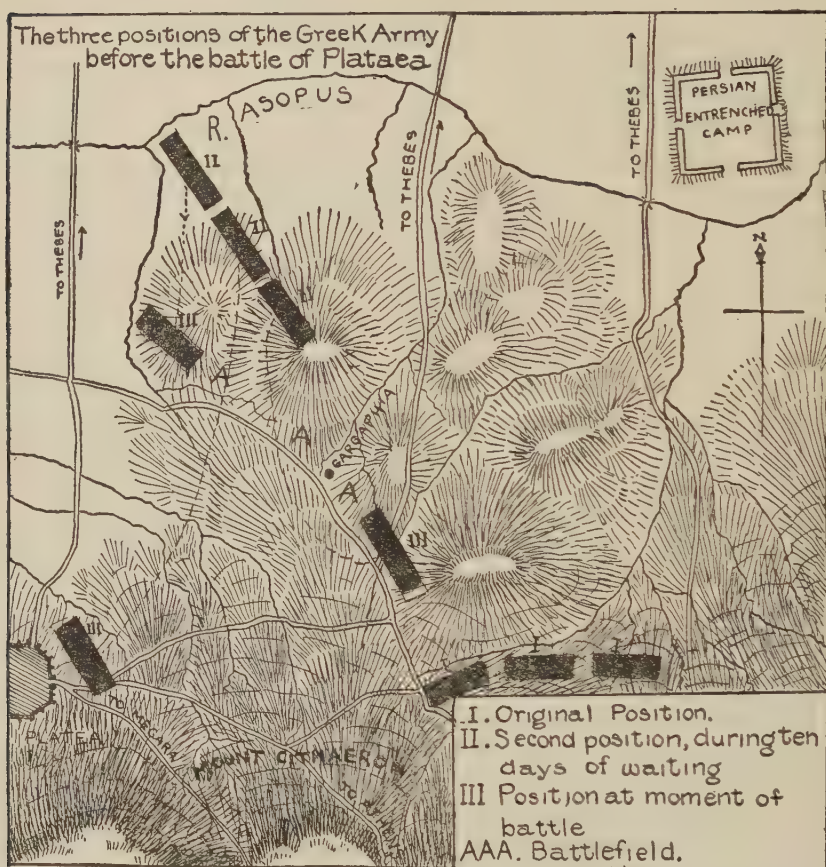 The three positions of the Greek Army
before the battle of Plataea
R. ASOPUS
PERSIAN
ENTRENCHED
CAMP
TO THEBES
TO THEBES
TO THEBES
N
II
II
II
III
A
A
GARGAPHIA
A
III
III
I
I
PLATEA
TO MEGARA
MOUNT CITHAERON
TO ATHENS
I. Original Position.
II. Second position, during ten
days of waiting
III Position at moment of
battle
AAA. Battlefield.